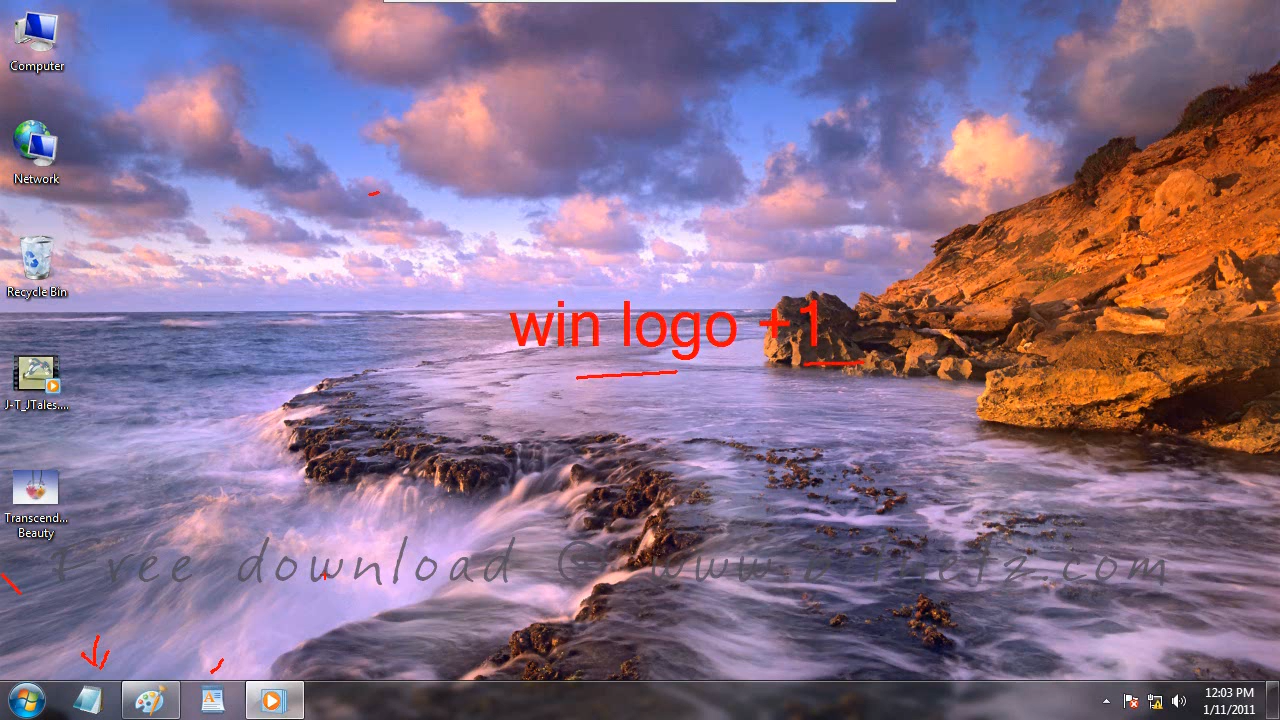 Computer
Network
Recycle Bin
J-T_JTales....
Transcend...
Beauty
win logo +1
Free download @ www.
.com
12:03 PM
1/11/2011